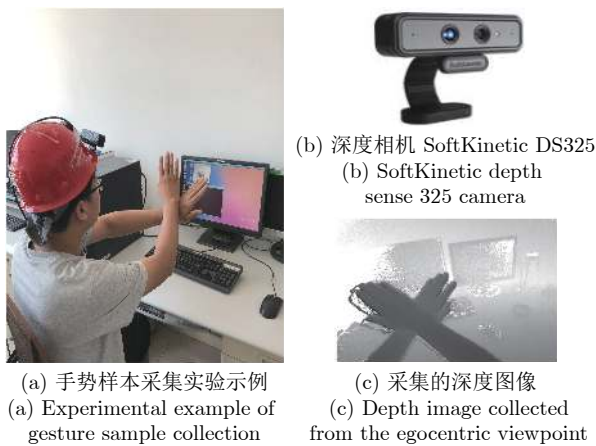 (b) 深度相机 SoftKinetic DS325
(b) SoftKinetic depth
sense 325 camera
(a) 手势样本采集实验示例
(a) Experimental example of
gesture sample collection
(c) 采集的深度图像
(c) Depth image collected
from the egocentric viewpoint